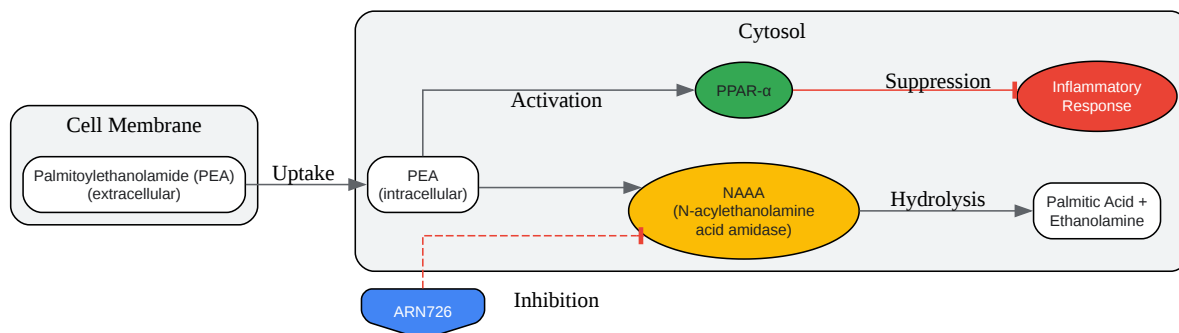 Cytosol
Activation
PPAR-α
Suppression
Inflammatory
Response
Cell Membrane
Palmitoylethanolamide (PEA)
(extracellular)
Uptake
PEA
(intracellular)
NAAA
(N-acylethanolamine
acid amidase)
Hydrolysis
Palmitic Acid +
Ethanolamine
ARN726
Inhibition